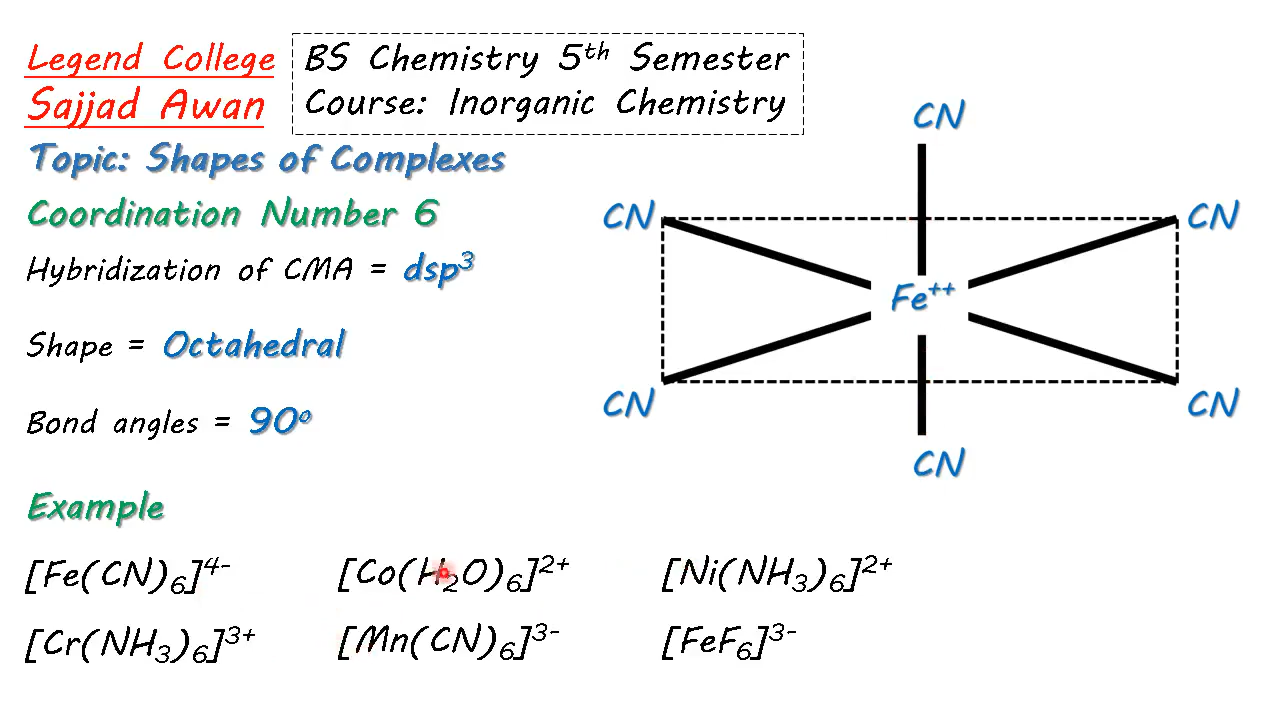 Legend College
Sajjad Awan
BS Chemistry 5th Semester
Course: Inorganic Chemistry
Topic: Shapes of Complexes
Coordination Number 6
Hybridization of CMA = dsp³
Shape = Octahedral
Bond angles = 90º
CN
CN
CN
Fe⁺⁺
CN
CN
CN
Example
[Fe(CN)₆]⁴⁻ [Co(H₂O)₆]²⁺ [Ni(NH₃)₆]²⁺
[Cr(NH₃)₆]³⁺ [Mn(CN)₆]³⁻ [FeF₆]³⁻